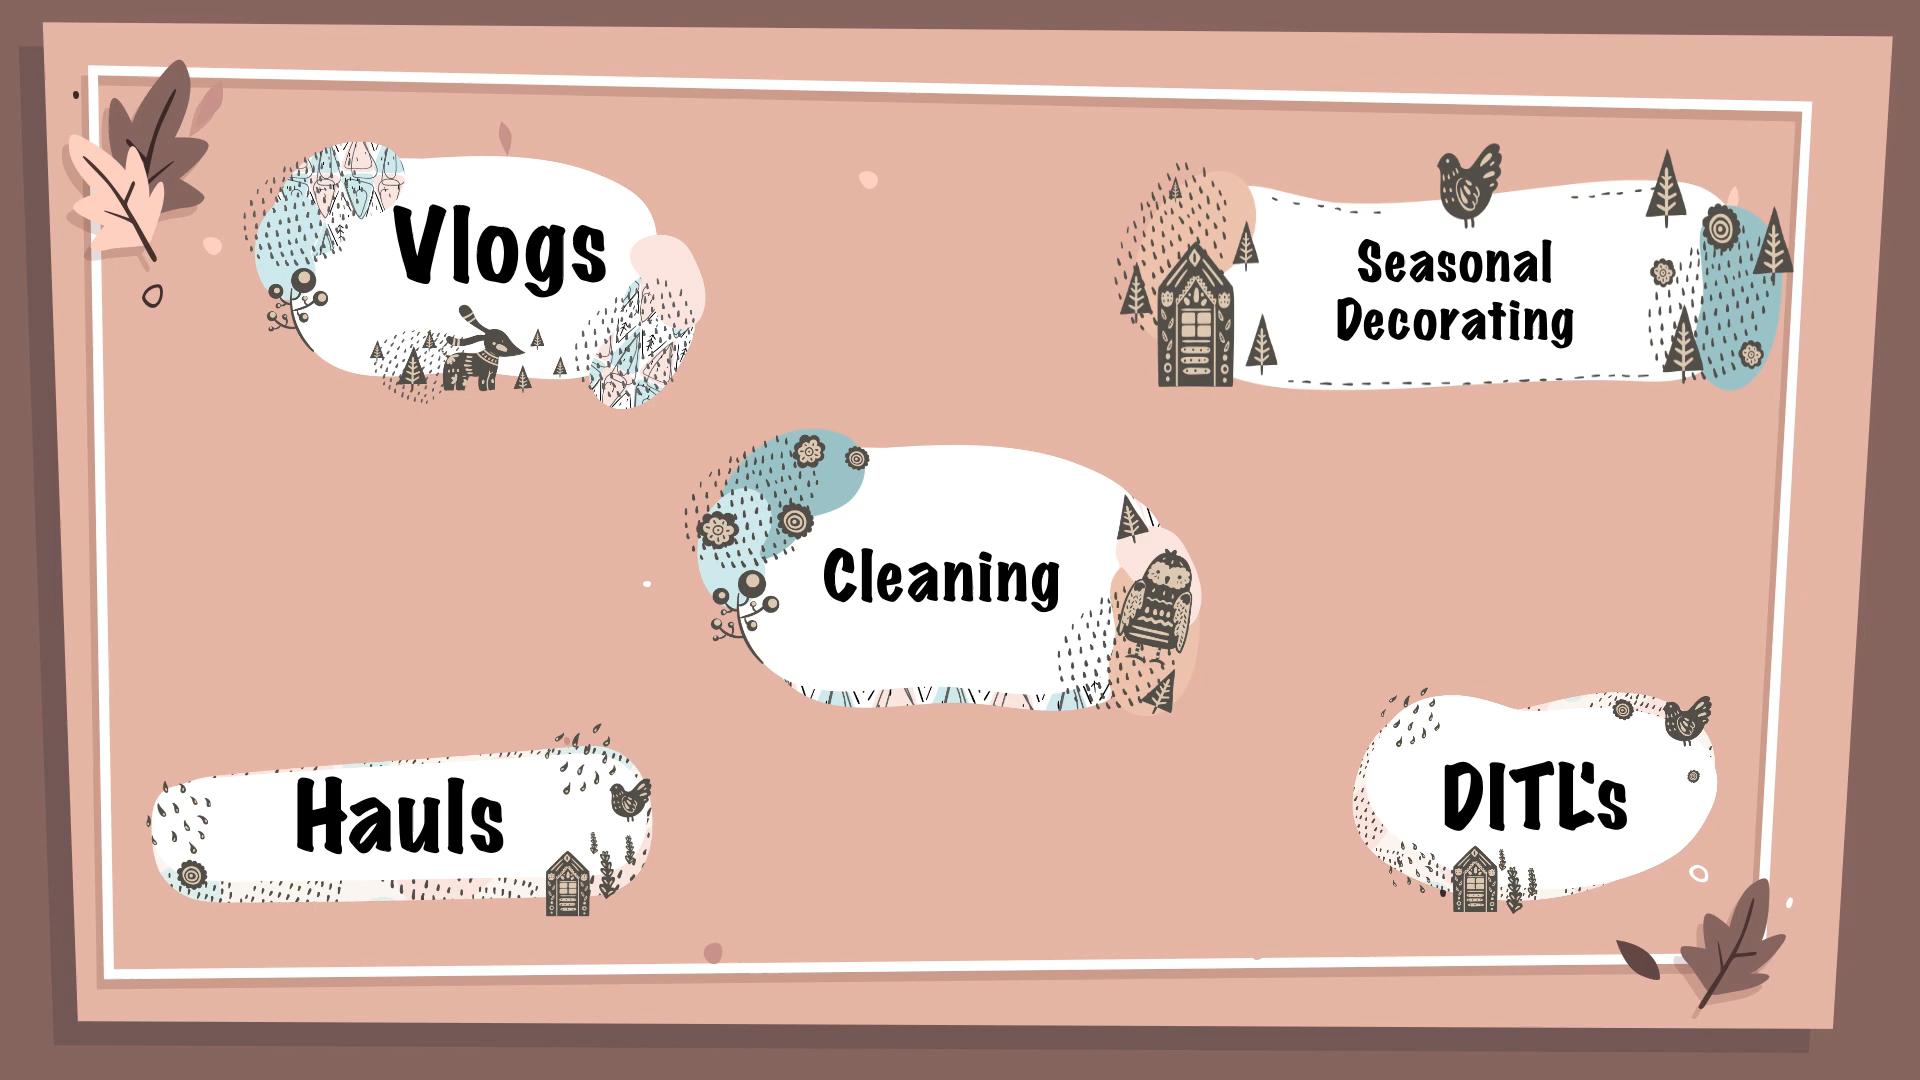 Vlogs
Seasonal
Decorating
Cleaning
Hauls
DITL's